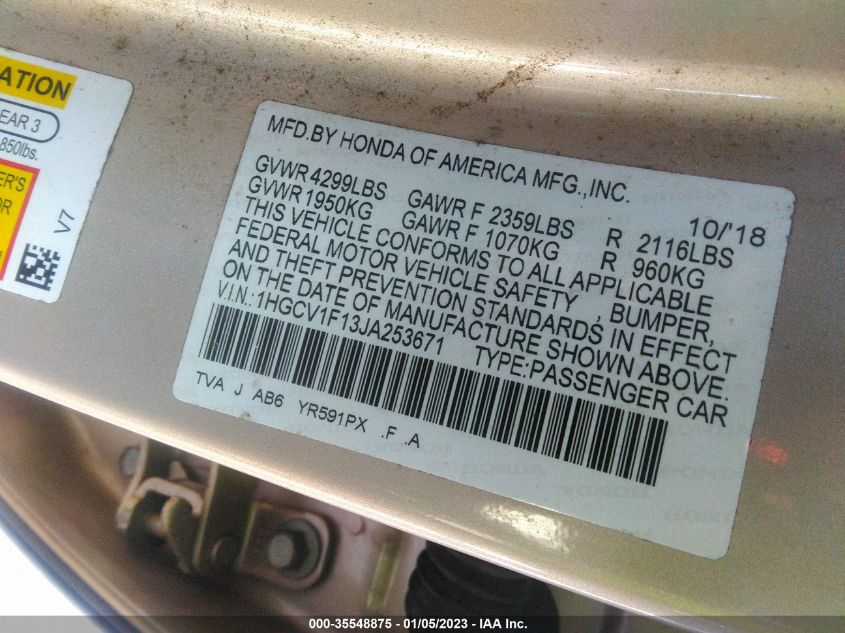 ATION
EAR 3
850lbs.
ER'S
OR
V7
MFD.BY HONDA OF AMERICA MFG.,INC.
10/'18
GVWR 4299LBS GAWR F 2359LBS R 2116LBS
GVWR 1950KG GAWR F 1070KG R 960KG
THIS VEHICLE CONFORMS TO ALL APPLICABLE
FEDERAL MOTOR VEHICLE SAFETY , BUMPER,
AND THEFT PREVENTION STANDARDS IN EFFECT
ON THE DATE OF MANUFACTURE SHOWN ABOVE.
V.I.N.:1HGCV1F13JA253671 TYPE:PASSENGER CAR
TVA J AB6 YR591PX .F .A
000-35548875 / 01/05/2023 / IAA Inc.